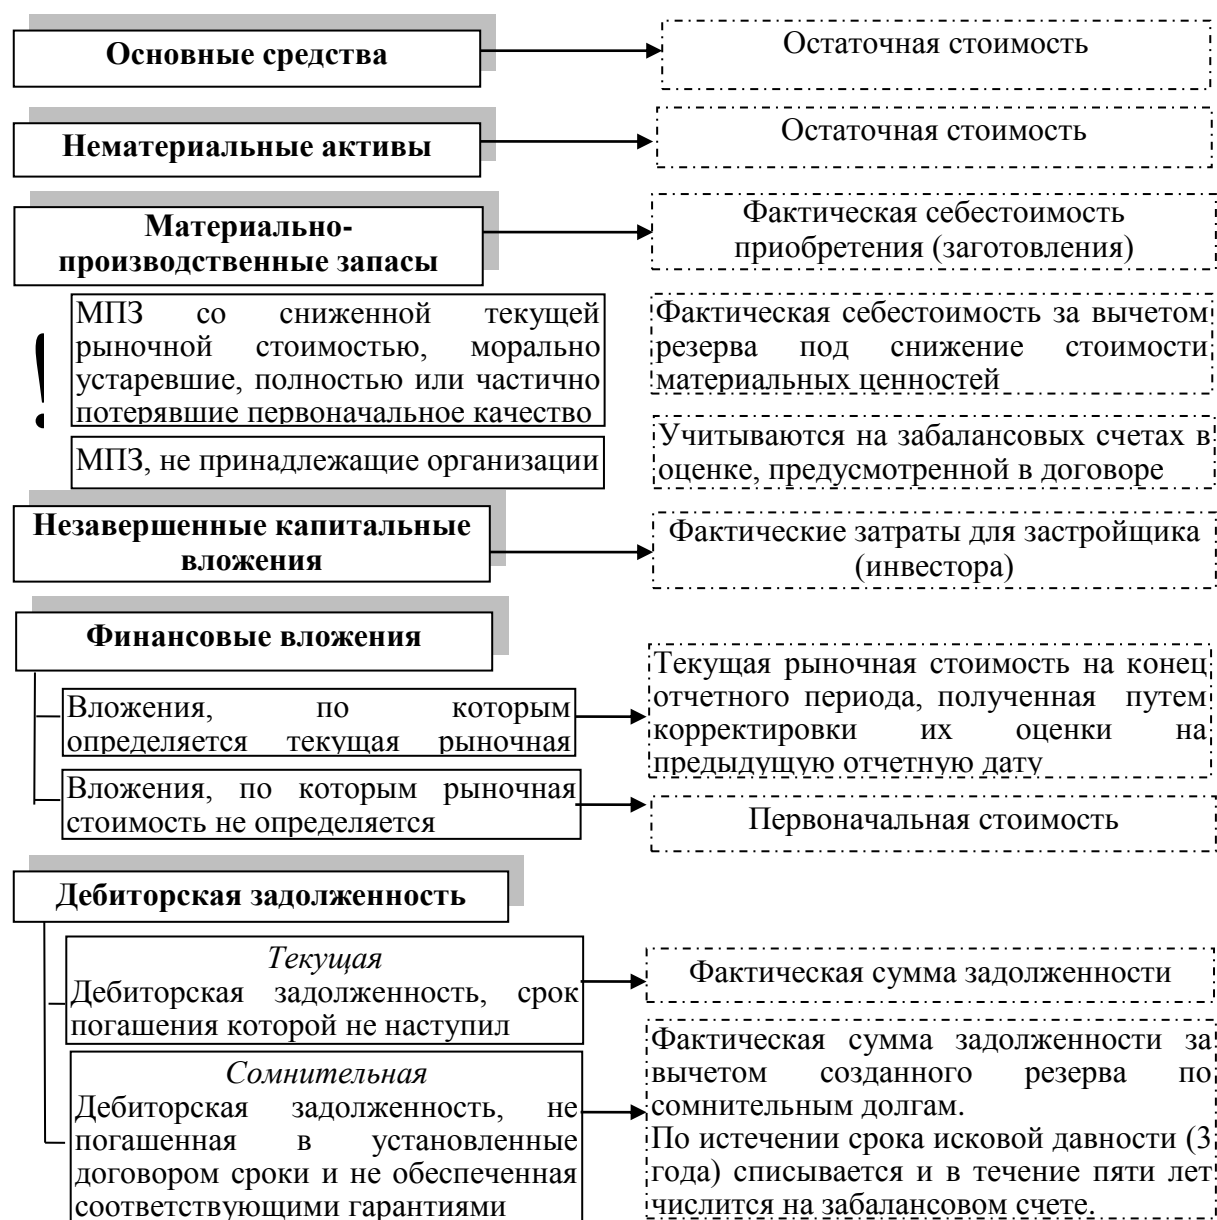 Основные средства
Остаточная стоимость
Нематериальные активы
Остаточная стоимость
Материально-
производственные запасы
Фактическая себестоимость
приобретения (заготовления)
!
МПЗ со сниженной текущей
рыночной стоимостью, морально
устаревшие, полностью или частично
потерявшие первоначальное качество
Фактическая себестоимость за вычетом
резерва под снижение стоимости
материальных ценностей
МПЗ, не принадлежащие организации
Учитываются на забалансовых счетах в
оценке, предусмотренной в договоре
Незавершенные капитальные
вложения
Фактические затраты для застройщика
(инвестора)
Финансовые вложения
Вложения, по которым
определяется текущая рыночная
Текущая рыночная стоимость на конец
отчетного периода, полученная путем
корректировки их оценки на
предыдущую отчетную дату
Вложения, по которым рыночная
стоимость не определяется
Первоначальная стоимость
Дебиторская задолженность
Текущая
Дебиторская задолженность, срок
погашения которой не наступил
Фактическая сумма задолженности
Сомнительная
Дебиторская задолженность, не
погашенная в установленные
договором сроки и не обеспеченная
соответствующими гарантиями
Фактическая сумма задолженности за
вычетом созданного резерва по
сомнительным долгам.
По истечении срока исковой давности (3
года) списывается и в течение пяти лет
числится на забалансовом счете.